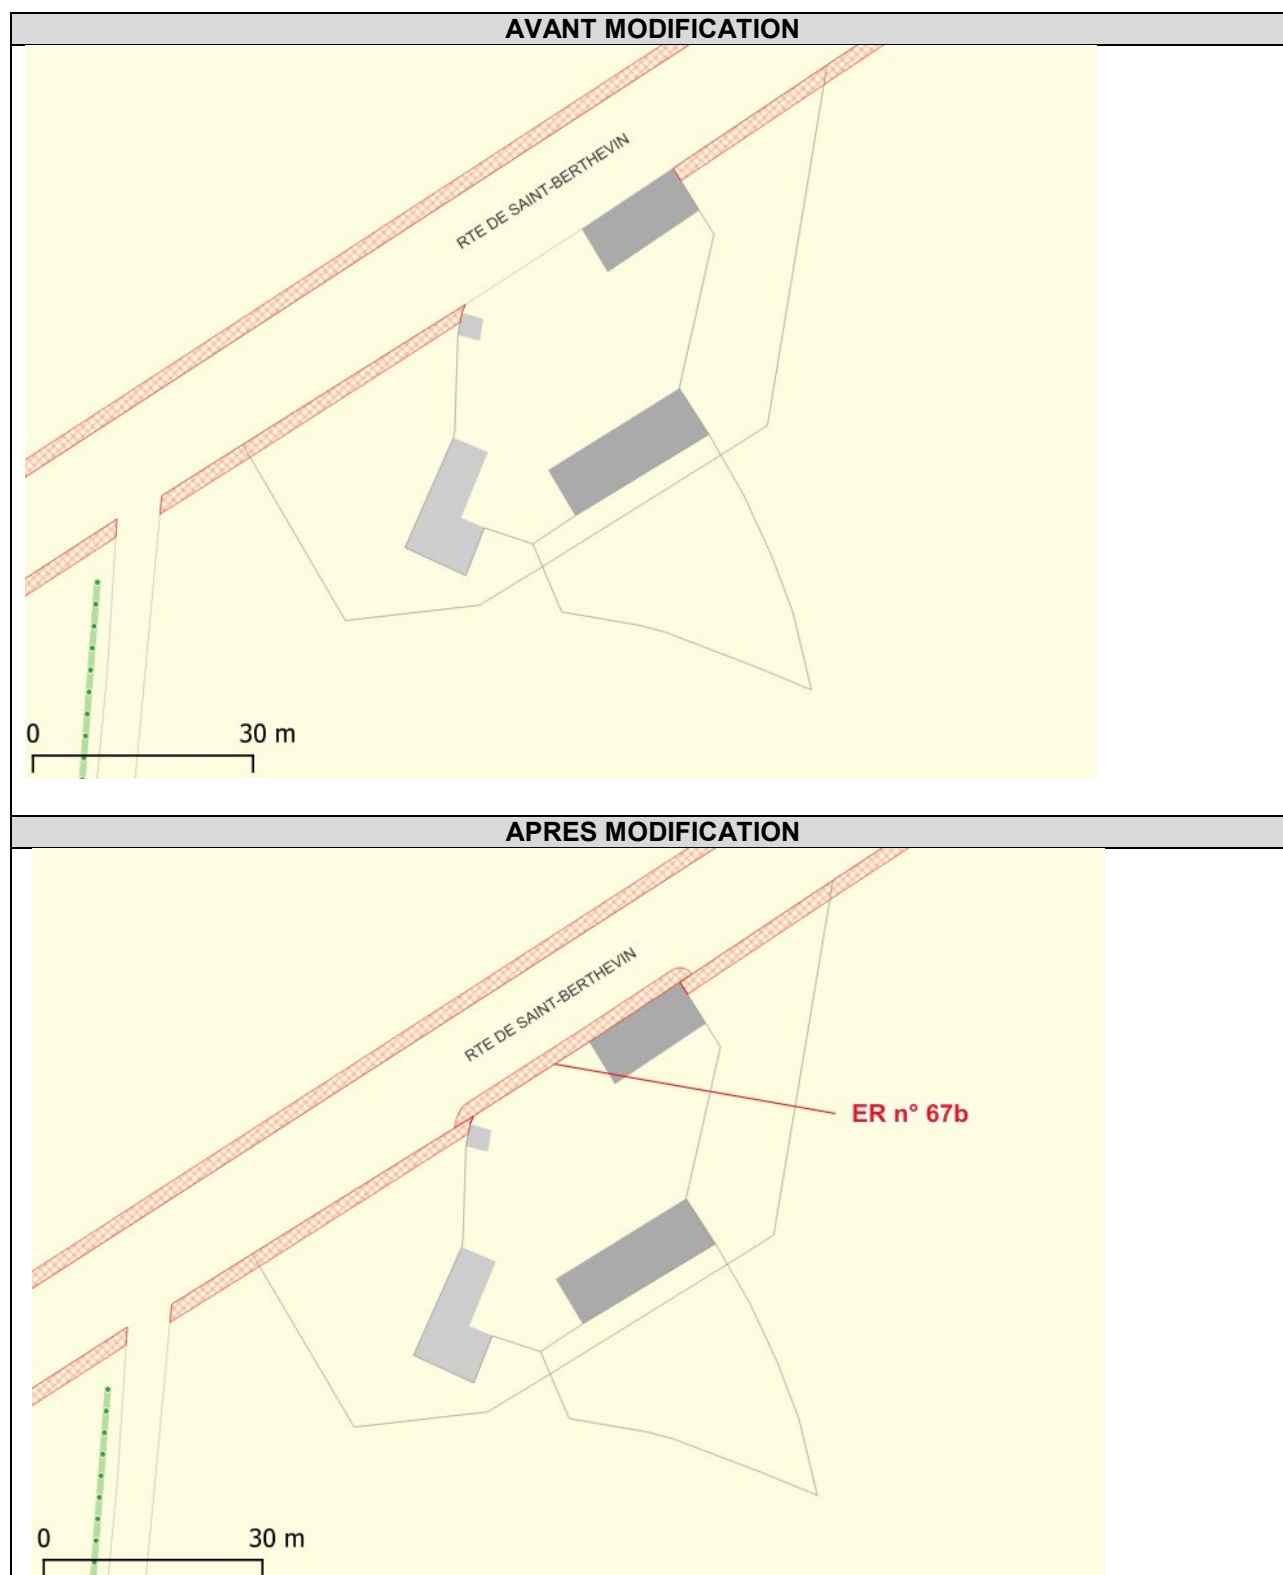 AVANT MODIFICATION
RTE DE SAINT-BERTHEVIN
0 30 m
APRES MODIFICATION
RTE DE SAINT-BERTHEVIN
ER n° 67b
0 30 m